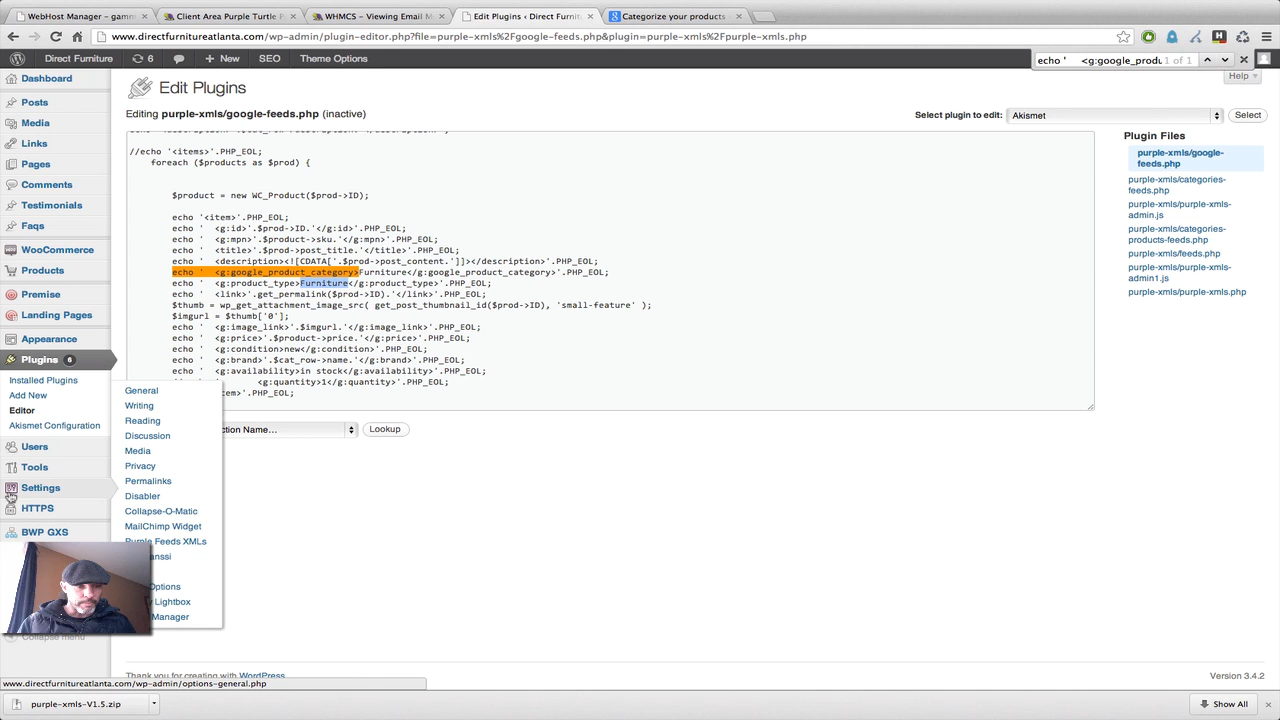 WebHost Manager - gamm
Client Area Purple Turtle P
WHMCS – Viewing Email M
Edit Plugins ‹ Direct Furnit
Categorize your products
www.directfurnitureatlanta.com/wp-admin/plugin-editor.php?file=purple-xmls%2Fgoogle-feeds.php&plugin=purple-xmls%2Fpurple-xmls.php
Direct Furniture
6
New
SEO
Theme Options
echo ' <g:google_produ
1 of 1
Help
Dashboard
Posts
Media
Links
Pages
Comments
Testimonials
Faqs
WooCommerce
Products
Premise
Landing Pages
Appearance
Plugins 6
Installed Plugins
Add New
Editor
Akismet Configuration
Users
Tools
Settings
HTTPS
BWP GXS
Collapse menu
General
Writing
Reading
Discussion
Media
Privacy
Permalinks
Disabler
Collapse-O-Matic
MailChimp Widget
Purple Feeds XMLs
anssi
Options
Lightbox
Manager
Edit Plugins
Editing purple-xmls/google-feeds.php (inactive)
Select plugin to edit:
Akismet
Select
//echo '<items>'.PHP_EOL;
foreach ($products as $prod) {
$product = new WC_Product($prod->ID);
echo '<item>'.PHP_EOL;
echo ' <g:id>'.$prod->ID.'</g:id>'.PHP_EOL;
echo ' <g:mpn>'.$product->sku.'</g:mpn>'.PHP_EOL;
echo ' <title>'.$prod->post_title.'</title>'.PHP_EOL;
echo ' <description><![CDATA['.$prod->post_content.']]></description>'.PHP_EOL;
echo ' <g:google_product_category>Furniture</g:google_product_category>'.PHP_EOL;
echo ' <g:product_type>Furniture</g:product_type>'.PHP_EOL;
echo ' <link>'.get_permalink($prod->ID).'</link>'.PHP_EOL;
$thumb = wp_get_attachment_image_src( get_post_thumbnail_id($prod->ID), 'small-feature' );
$imgurl = $thumb['0'];
echo ' <g:image_link>'.$imgurl.'</g:image_link>'.PHP_EOL;
echo ' <g:price>'.$product->price.'</g:price>'.PHP_EOL;
echo ' <g:condition>new</g:condition>'.PHP_EOL;
echo ' <g:brand>'.$cat_row->name.'</g:brand>'.PHP_EOL;
echo ' <g:availability>in stock</g:availability>'.PHP_EOL;
<g:quantity>1</g:quantity>'.PHP_EOL;
tem>'.PHP_EOL;
ction Name...
Lookup
Plugin Files
purple-xmls/google-
feeds.php
purple-xmls/categories-
feeds.php
purple-xmls/purple-xmls-
admin.js
purple-xmls/categories-
products-feeds.php
purple-xmls/feeds.php
purple-xmls/purple-xmls-
admin1.js
purple-xmls/purple-xmls.php
Thank you for creating with WordPress
Version 3.4.2
www.directfurnitureatlanta.com/wp-admin/options-general.php
purple-xmls-V1.5.zip
Show All